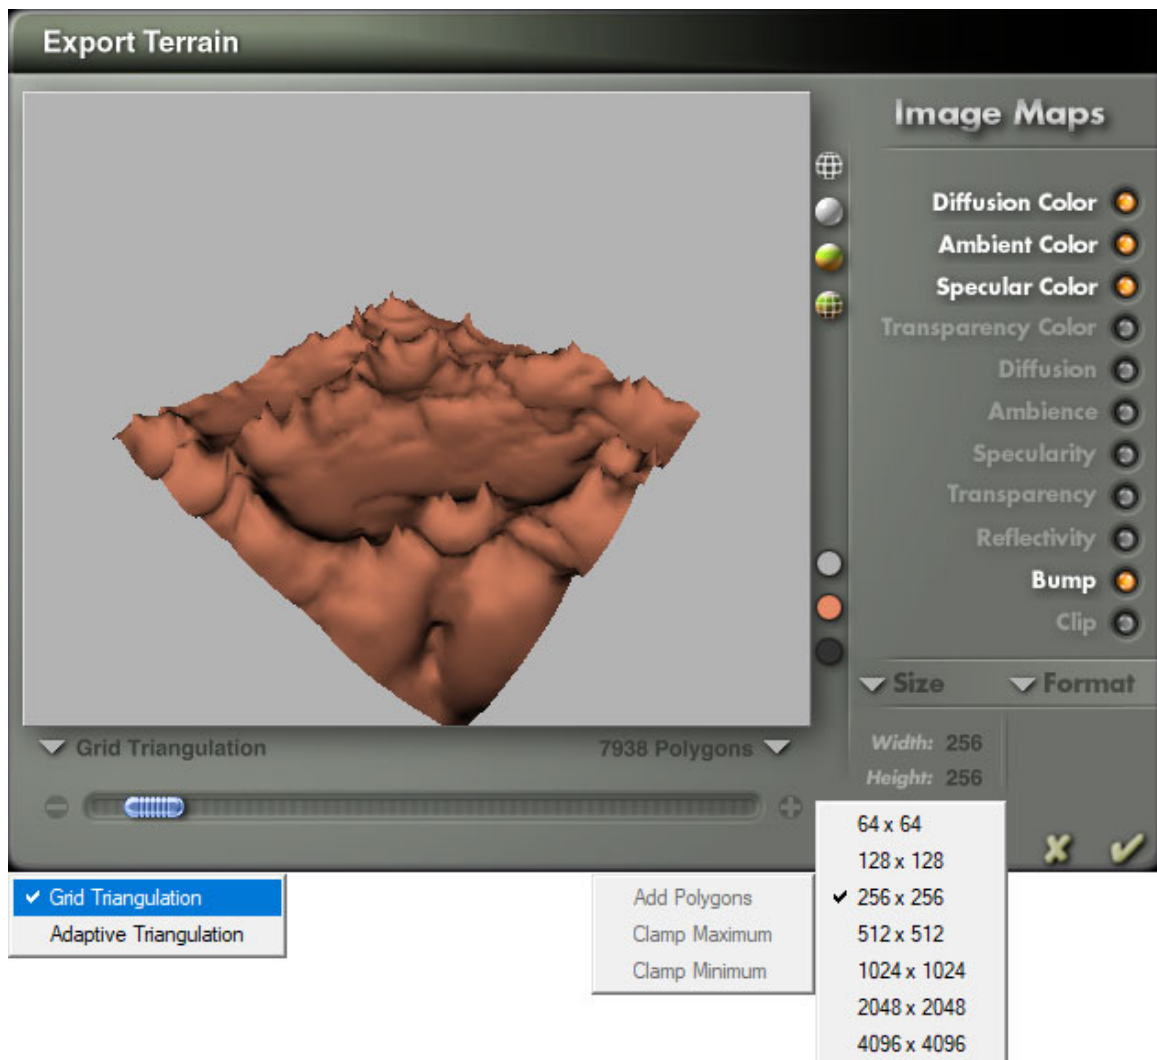 Export Terrain
Image Maps
Diffusion Color
Ambient Color
Specular Color
Transparency Color
Diffusion
Ambience
Specularity
Transparency
Reflectivity
Bump
Clip
Size
Format
Width: 256
Height: 256
Grid Triangulation
7938 Polygons
Grid Triangulation
Adaptive Triangulation
Add Polygons
Clamp Maximum
Clamp Minimum
64 x 64
128 x 128
256 x 256
512 x 512
1024 x 1024
2048 x 2048
4096 x 4096